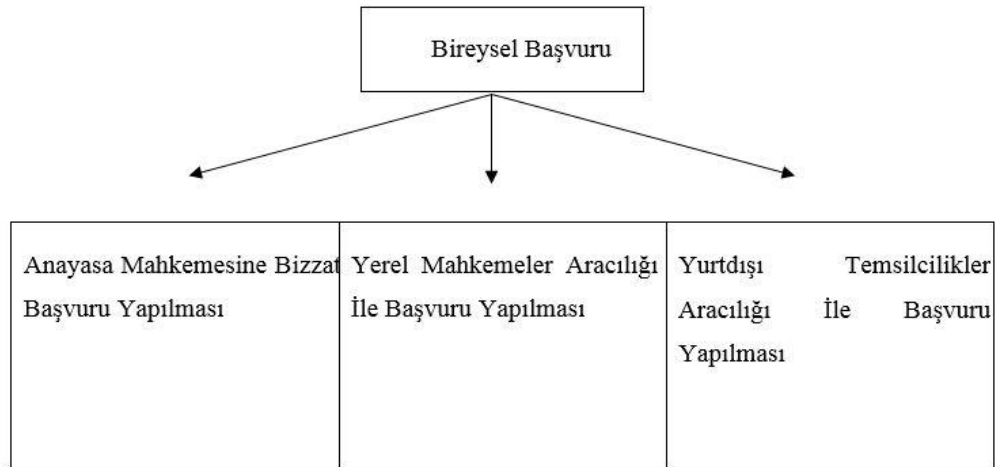 Bireysel Başvuru
Anayasa Mahkemesine Bizzat
Başvuru Yapılması
Yerel Mahkemeler Aracılığı
İle Başvuru Yapılması
Yurtdışı Temsilcilikler
Aracılığı İle Başvuru
Yapılması